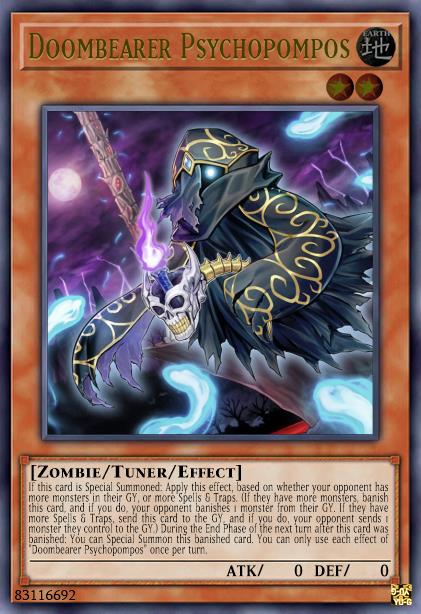 Doombearer Psychopompos
EARTH
地
[Zombie/Tuner/Effect]
If this card is Special Summoned: Apply this effect, based on whether your opponent has
more monsters in their GY, or more Spells & Traps. (If they have more monsters, banish
this card, and if you do, your opponent banishes 1 monster from their GY. If they have
more Spells & Traps, send this card to the GY, and if you do, your opponent sends 1
monster they control to the GY.) During the End Phase of the next turn after this card was
banished: You can Special Summon this banished card. You can only use each effect of
"Doombearer Psychopompos" once per turn.
ATK/ 0 DEF/ 0
83116692